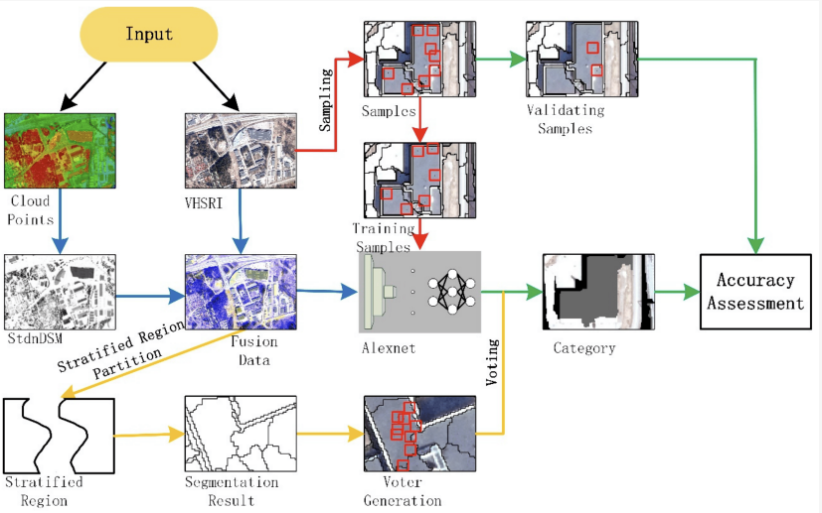 Input
Sampling
Samples
Validating
Samples
Cloud
Points
VHSRI
Training
Samples
StdnDSM
Fusion
Data
Stratified Region
Partition
Alexnet
Voting
Category
Accuracy
Assessment
Stratified
Region
Segmentation
Result
Voter
Generation